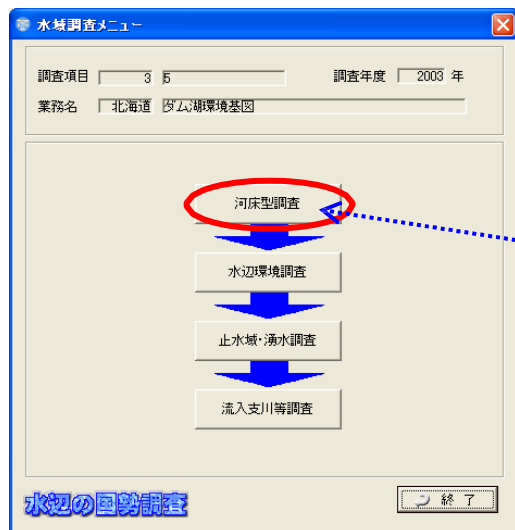 水域調査メニュー
調査項目 3 5 調査年度 2003 年
業務名 北海道 ダム湖環境基図
河床型調査
水辺環境調査
止水域・湧水調査
流入支川等調査
水辺の国勢調査
終 了